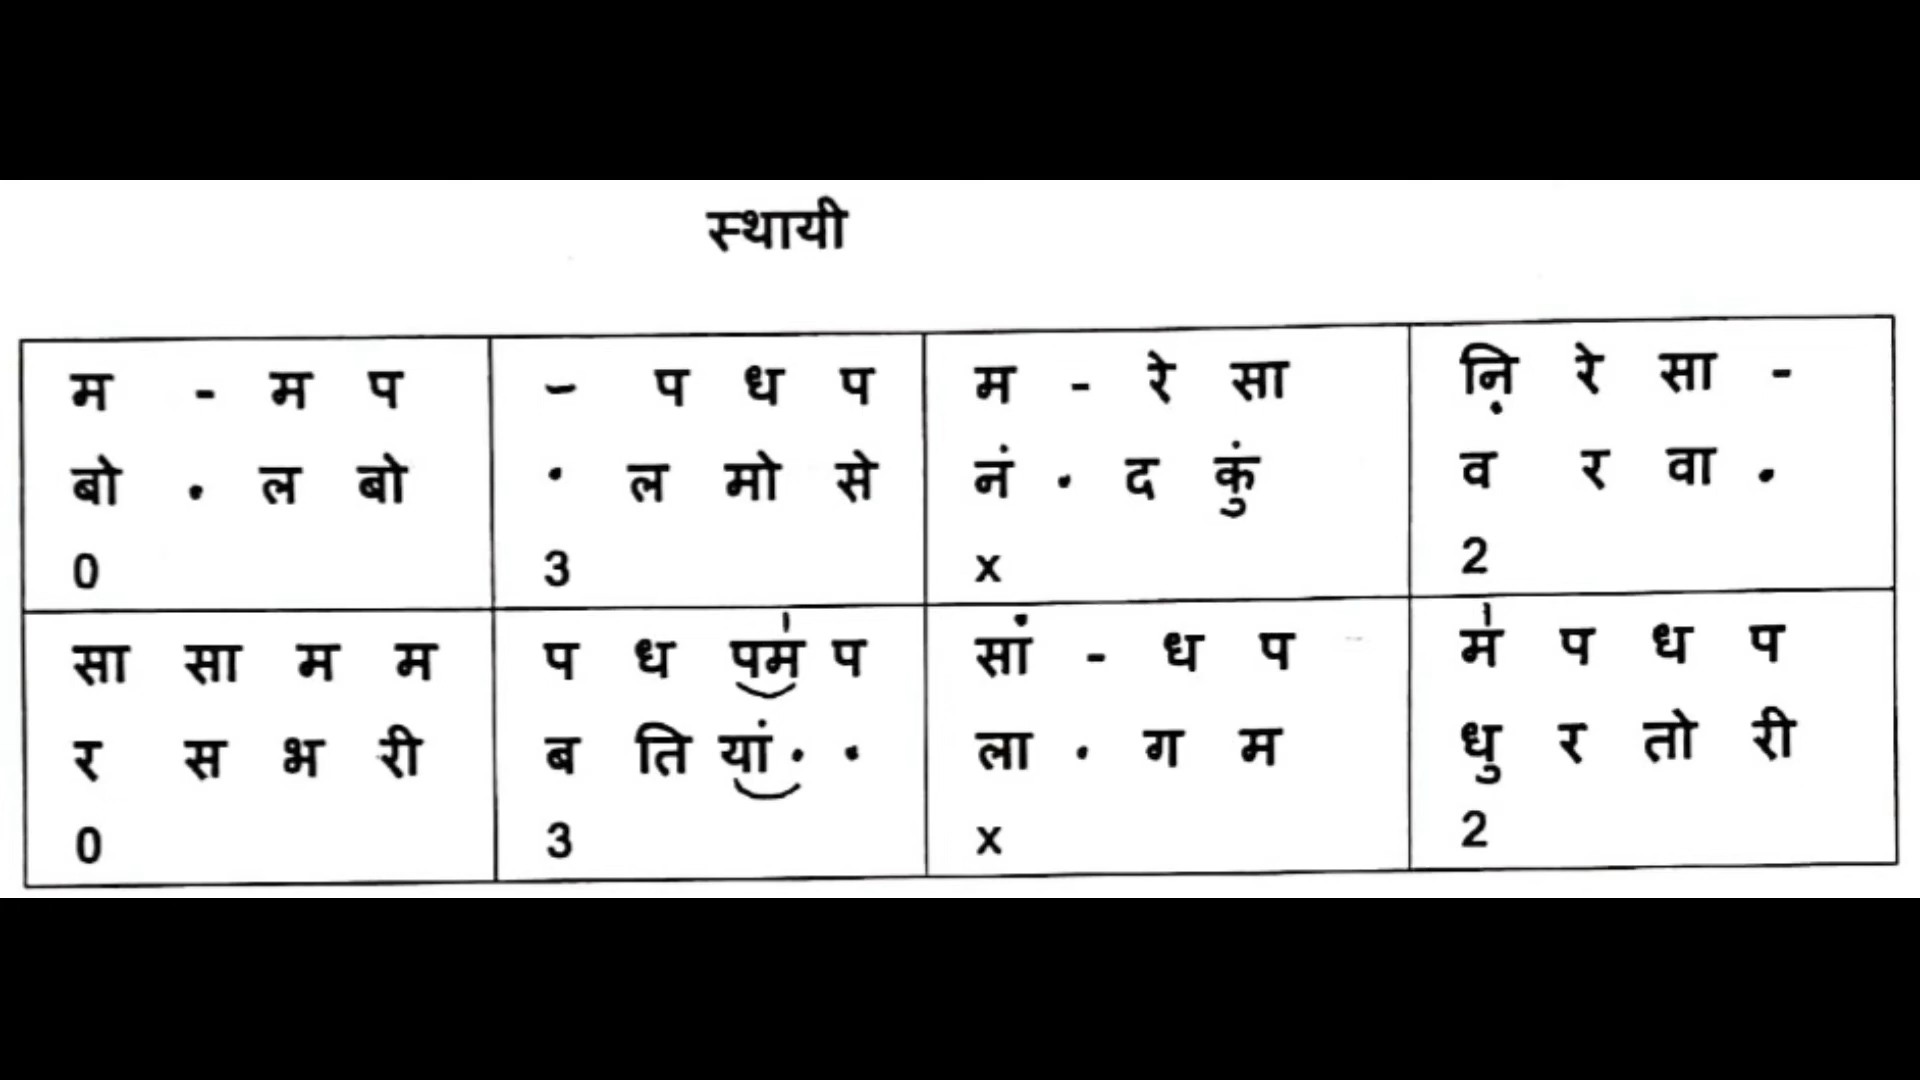 स्थायी
म - म प - प ध प म - रे सा ऩि रे सा -
बो . ल बो . ल मो से नं . द कुं व र वा .
0 3 x 2
सा सा म म प ध पम॑ प सां - ध प म॑ प ध प
र स भ री ब ति यां. . ला . ग म धु र तो री
0 3 x 2